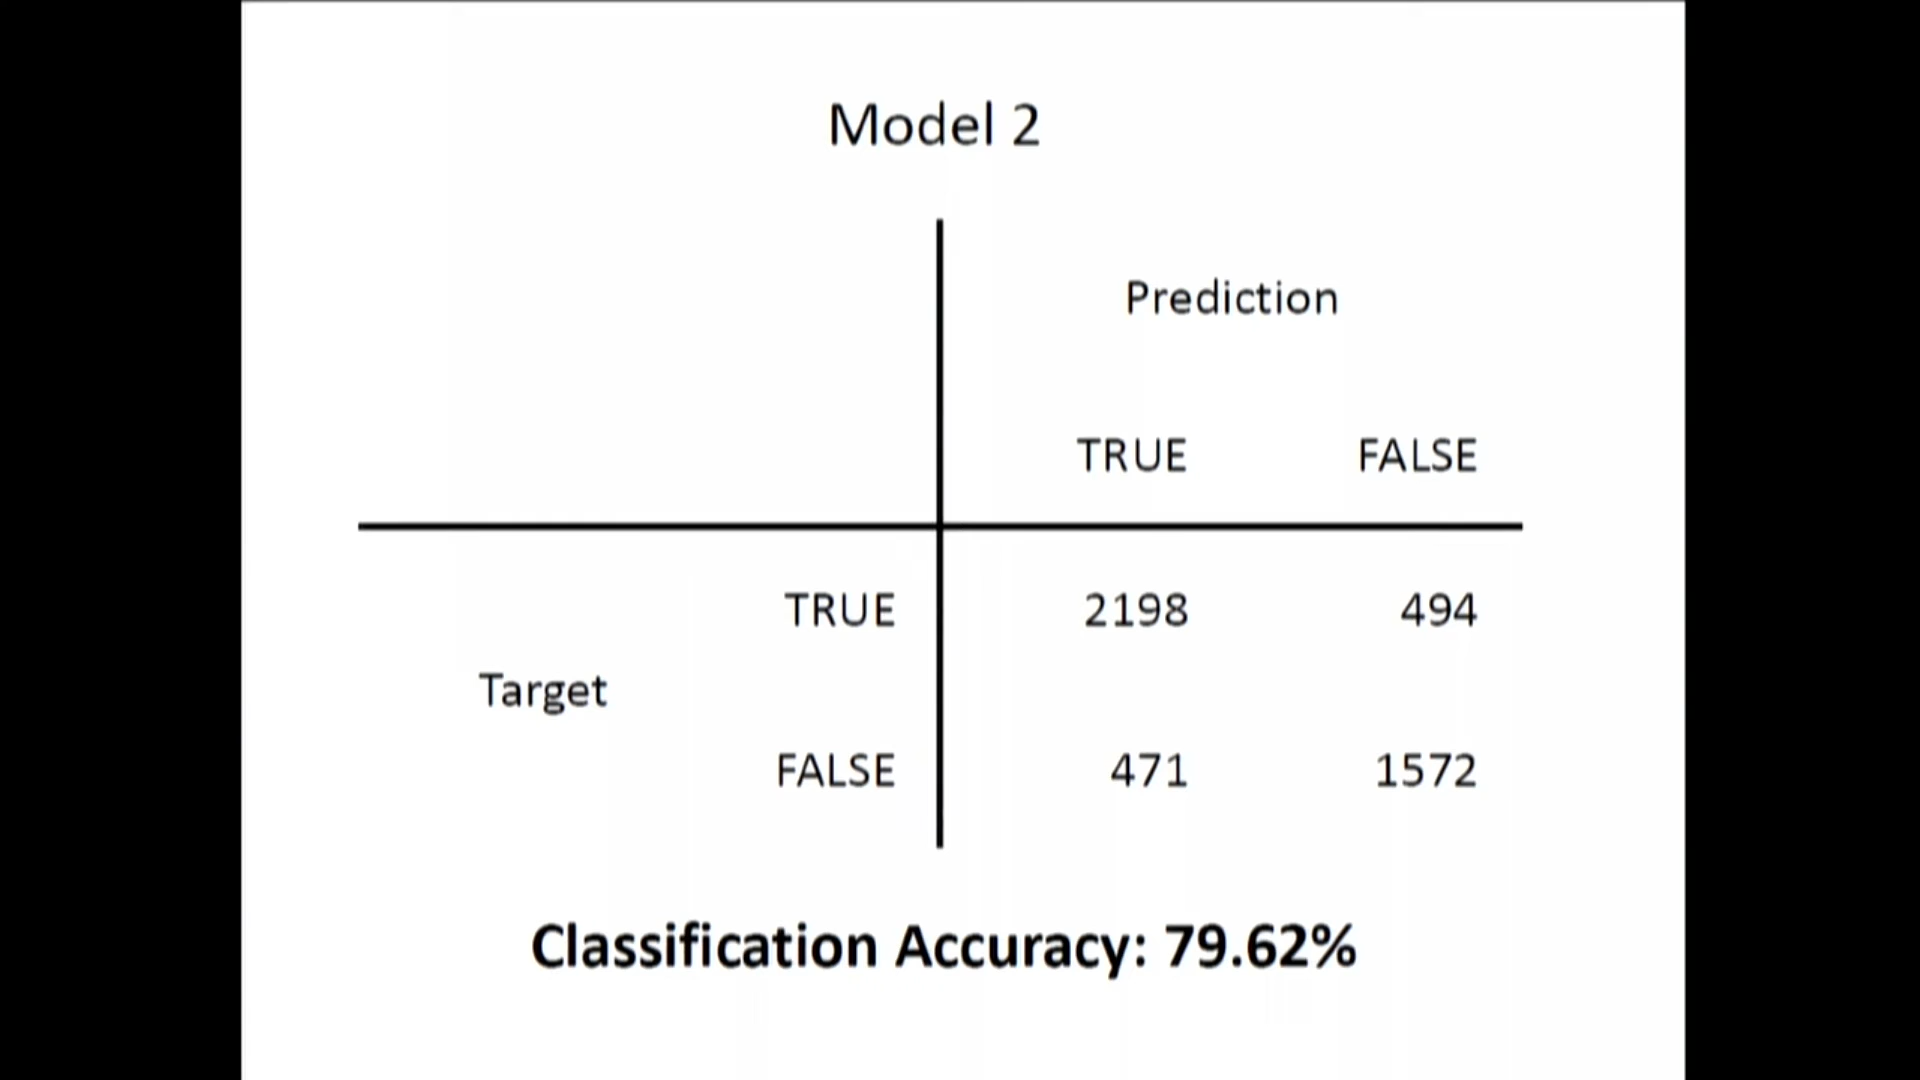 Model 2
Prediction
TRUE FALSE
TRUE 2198 494
Target
FALSE 471 1572
Classification Accuracy: 79.62%